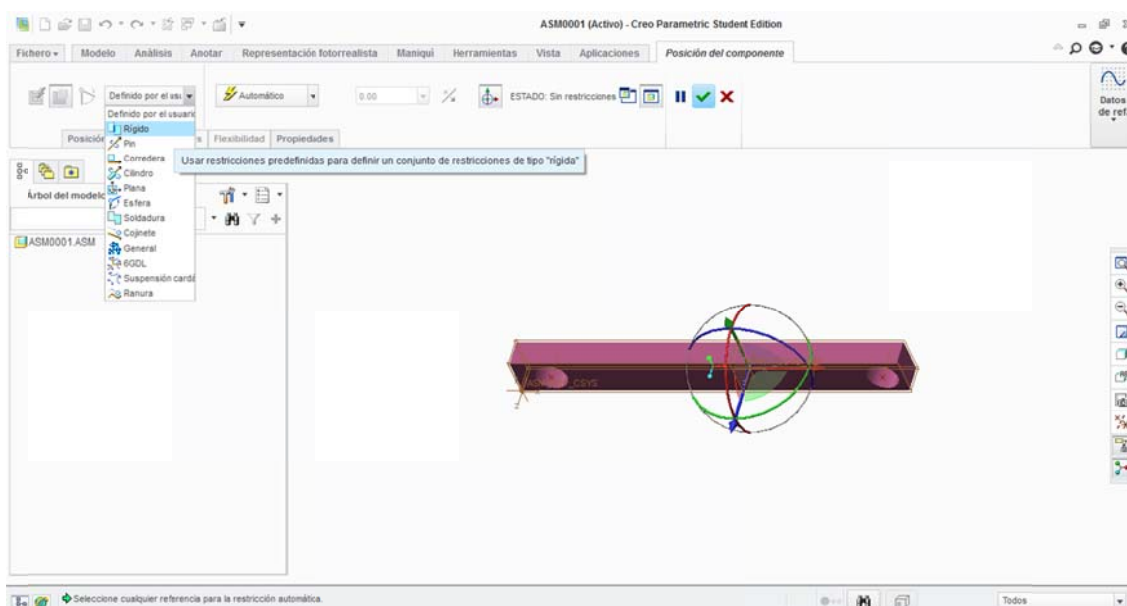 ASM0001 (Activo) - Creo Parametric Student Edition
Fichero Modelo Análisis Anotar Representación fotorrealista Maniquí Herramientas Vista Aplicaciones Posición del componente
Definido por el usu Automático 0.00 ESTADO: Sin restricciones
Definido por el usuario
Rígido
Pin
Corredera
Cilindro
Plana
Esfera
Soldadura
Cojinete
General
6GDL
Suspensión cardá
Ranura
Posición s Flexibilidad Propiedades
Usar restricciones predefinidas para definir un conjunto de restricciones de tipo "rígida"
Datos
de ref
Árbol del modelo
ASM0001.ASM
CSYS
Z
Seleccione cualquier referencia para la restricción automática.
Todos